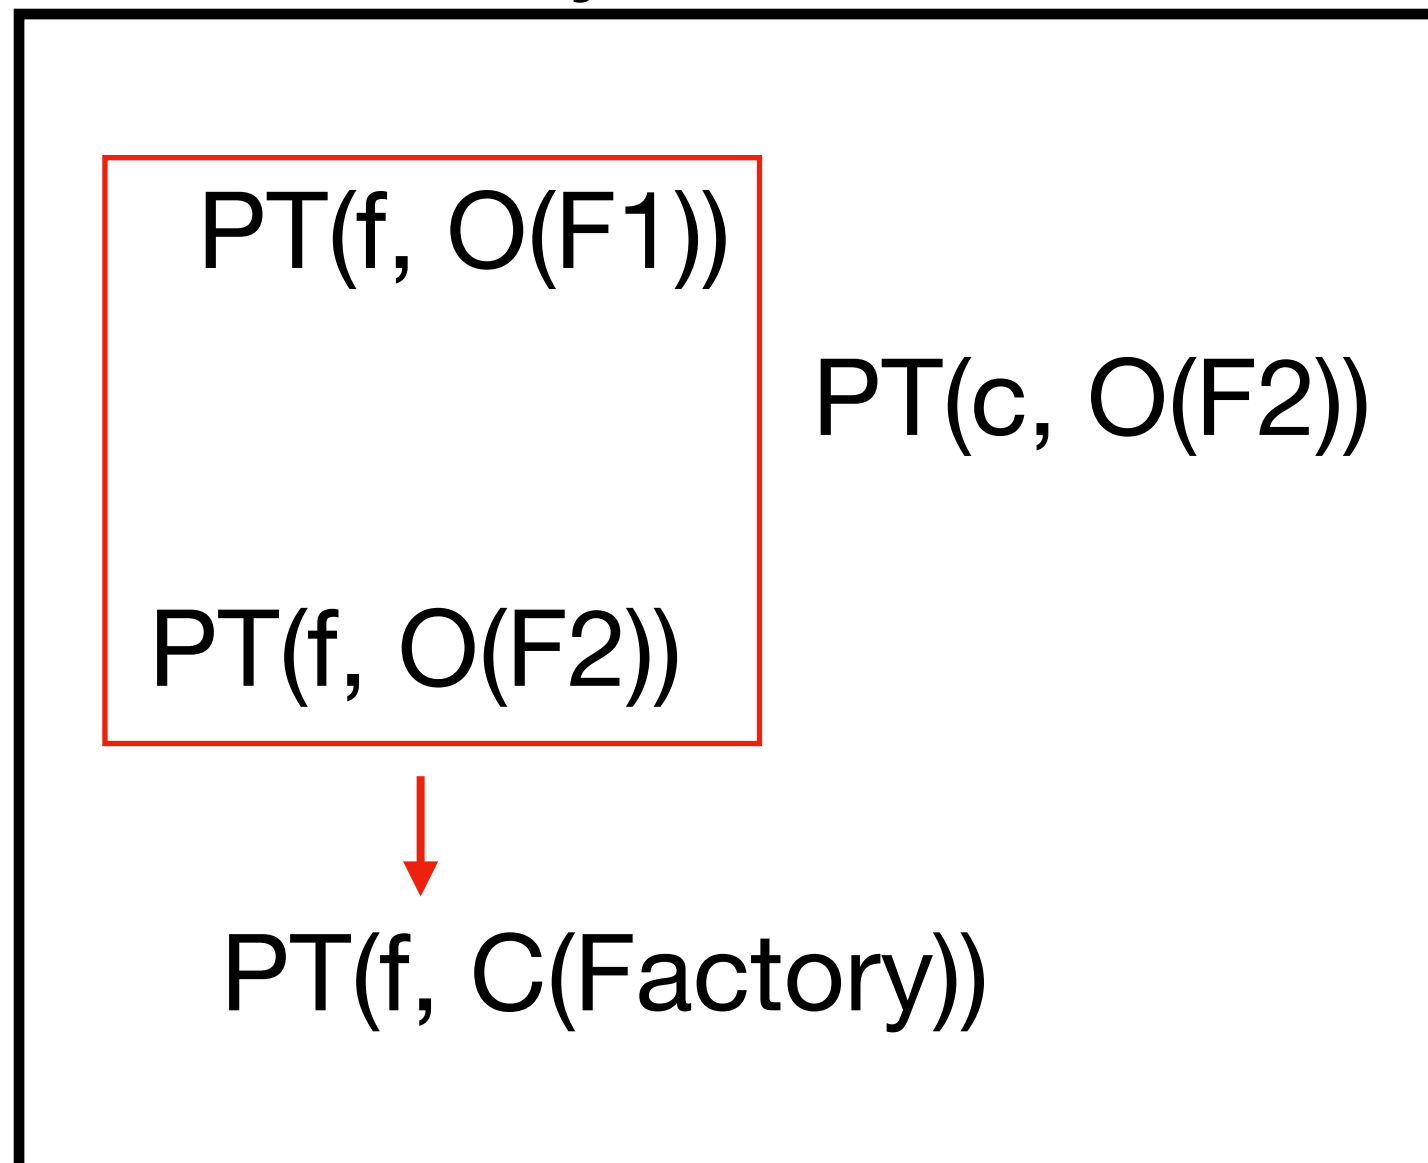 PT(f, O(F1))
PT(c, O(F2))
PT(f, O(F2))
PT(f, C(Factory))